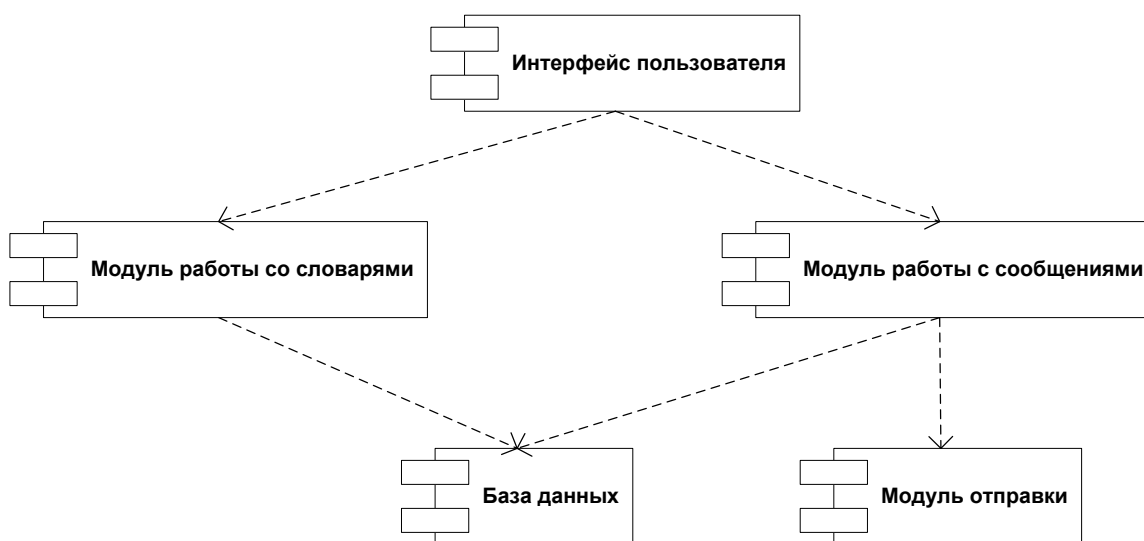 Интерфейс пользователя
Модуль работы со словарями
Модуль работы с сообщениями
База данных
Модуль отправки